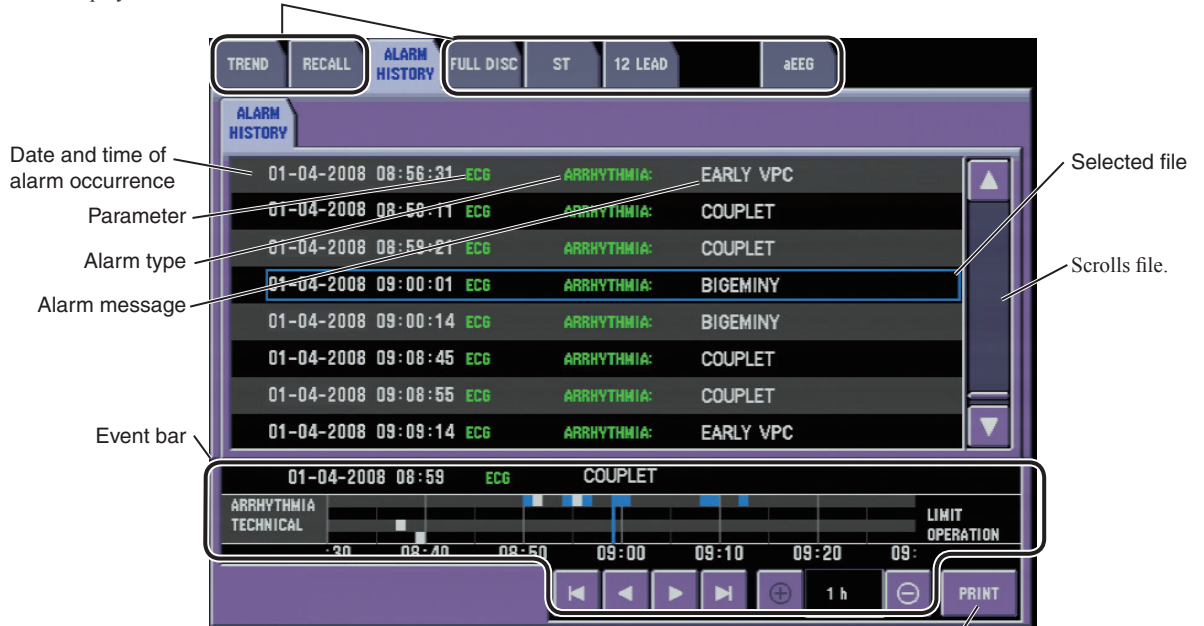 TREND RECALL ALARM HISTORY FULL DISC ST 12 LEAD aEEG
ALARM HISTORY
Date and time of alarm occurrence
Parameter
Alarm type
Alarm message
Event bar
01-04-2008 08:56:31 ECG ARRHYTHMIA: EARLY VPC
ECG ARRHYTHMIA: COUPLET
01-04-2008 08:59:21 ECG ARRHYTHMIA: COUPLET
01-04-2008 09:00:01 ECG ARRHYTHMIA: BIGEMINY
01-04-2008 09:00:14 ECG ARRHYTHMIA: BIGEMINY
01-04-2008 09:08:45 ECG ARRHYTHMIA: COUPLET
01-04-2008 09:08:55 ECG ARRHYTHMIA: COUPLET
01-04-2008 09:09:14 ECG ARRHYTHMIA: EARLY VPC
Selected file
Scrolls file.
01-04-2008 08:59 ECG COUPLET
ARRHYTHMIA
TECHNICAL
LIMIT
OPERATION
:30 08:40 08:50 09:00 09:10 09:20 09:
1 h
PRINT